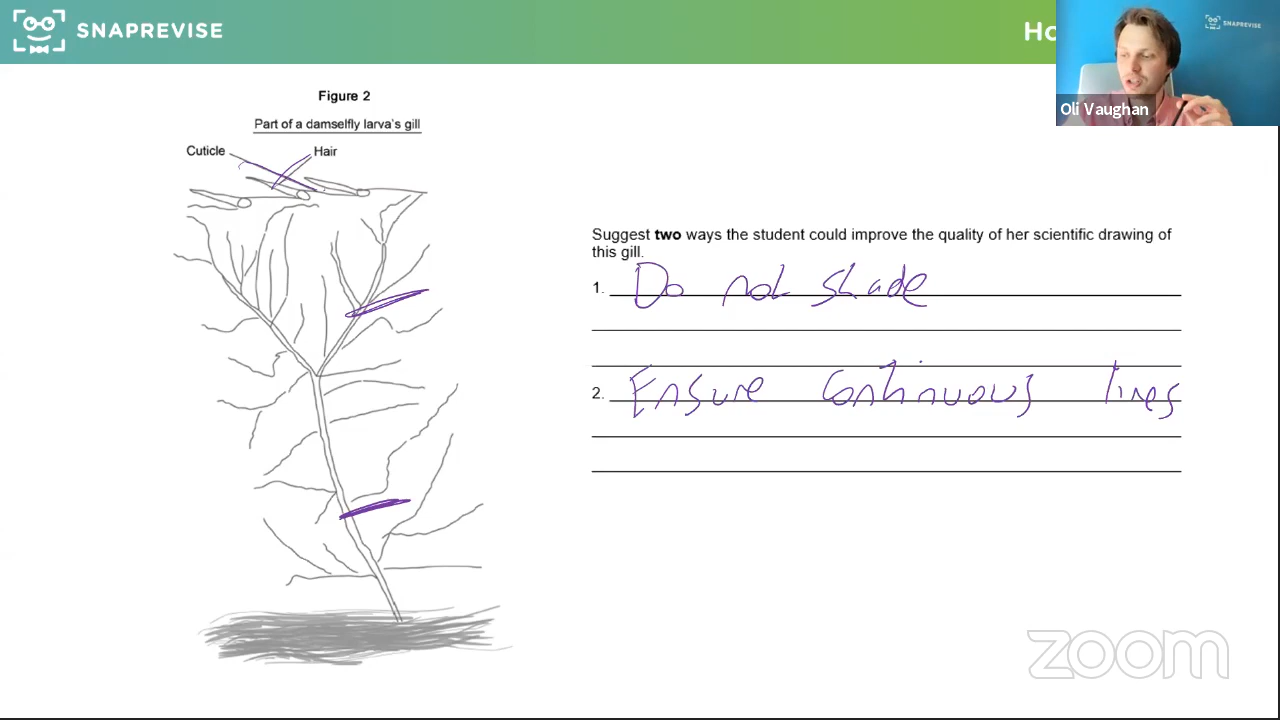 SNAPREVISE
Ho
SNAPREVISE
Oli Vaughan
Figure 2
Part of a damselfly larva's gill
Cuticle
Hair
Suggest two ways the student could improve the quality of her scientific drawing of
this gill.
1. Do not shade
2. Ensure continuous lines
zoom